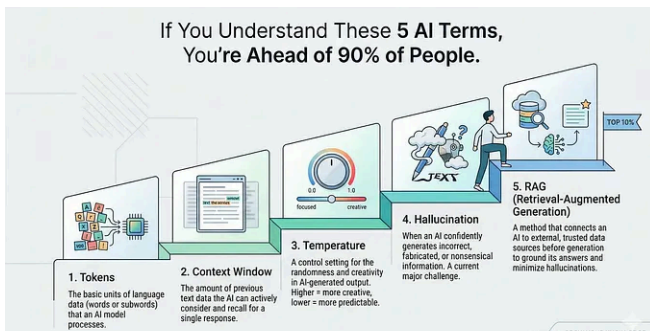 If You Understand These 5 AI Terms,
You're Ahead of 90% of People.
TOP 10%
0.0
1.0
focused
creative
TEXT
1. Tokens
The basic units of language
data (words or subwords)
that an AI model
processes.
2. Context Window
The amount of previous
text data the AI can actively
consider and recall for a
single response.
3. Temperature
A control setting for the
randomness and creativity
in AI-generated output.
Higher = more creative,
lower = more predictable.
4. Hallucination
When an AI confidently
generates incorrect,
fabricated, or nonsensical
information. A current
major challenge.
5. RAG
(Retrieval-Augmented
Generation)
A method that connects an
AI to external, trusted data
sources before generation
to ground its answers and
minimize hallucinations.